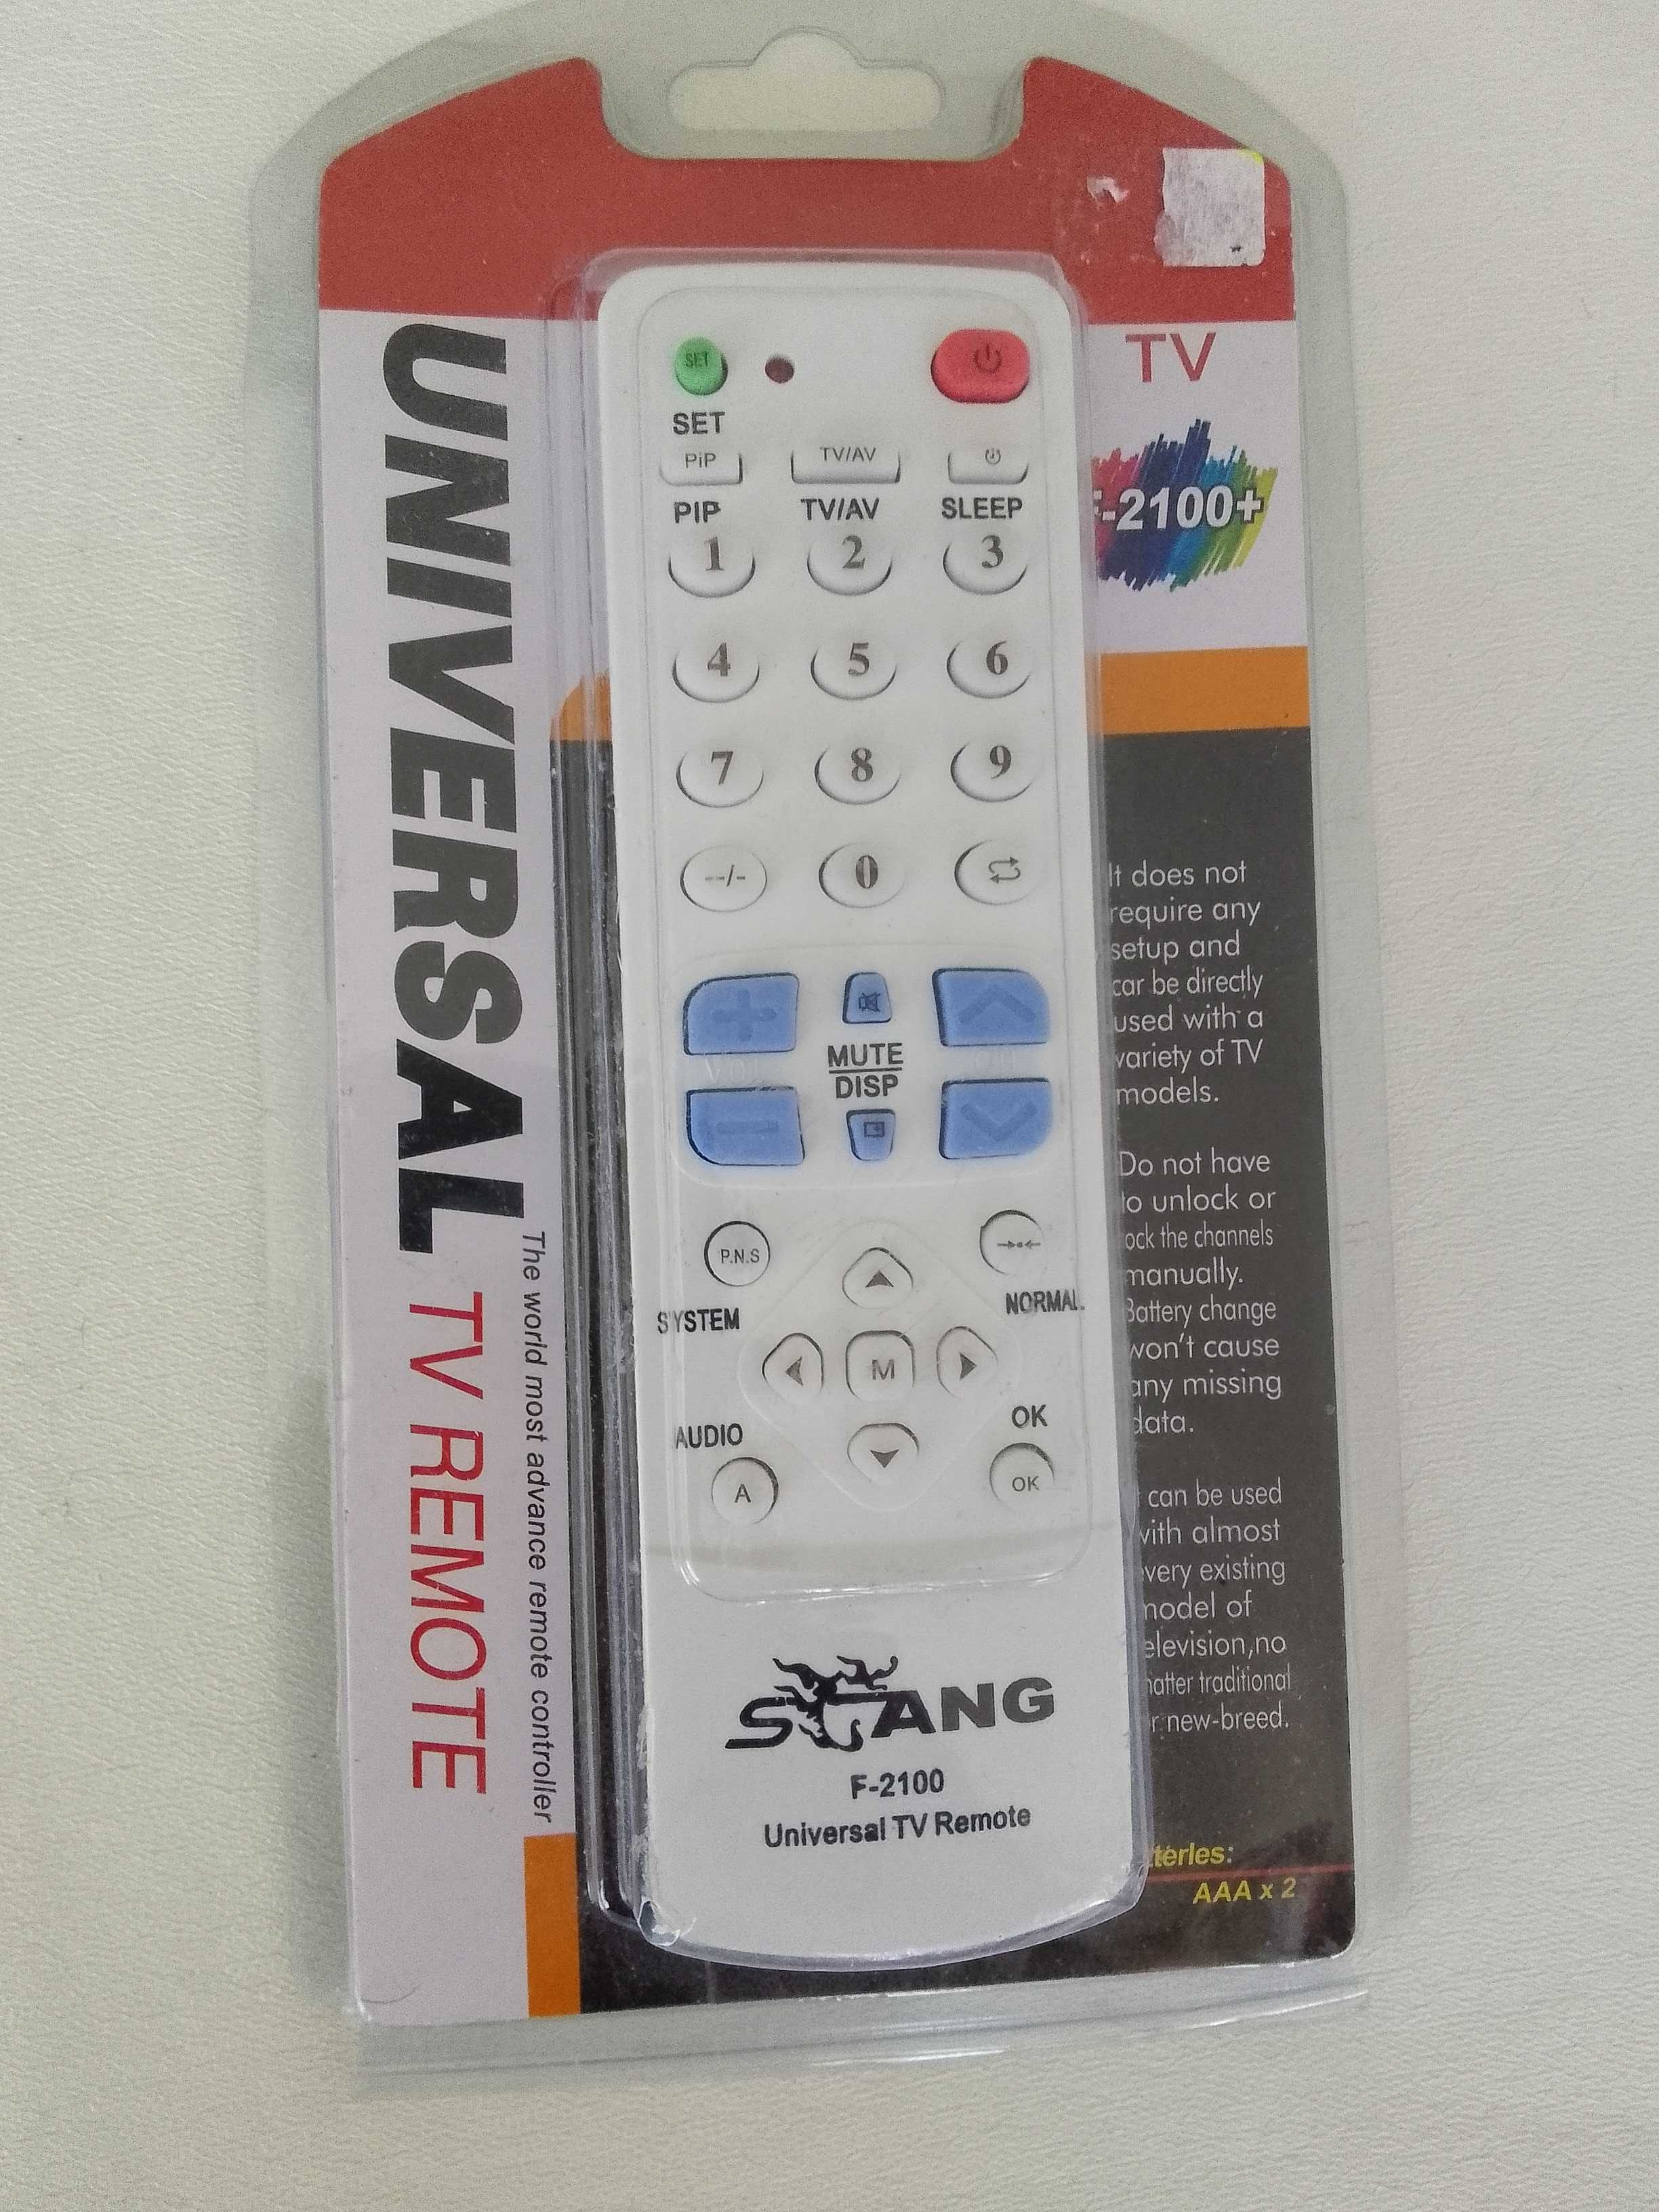 UNIVERSAL TV REMOTE
The world most advance remote controller
TV
F-2100+
SET
SET
PiP
TV/AV
PIP
TV/AV
SLEEP
1
2
3
4
5
6
7
8
9
--/-
0
MUTE
DISP
P.N.S
SYSTEM
NORMAL
M
AUDIO
A
OK
OK
STANG
F-2100
Universal TV Remote
It does not
require any
setup and
car be directly
used with a
variety of TV
models.
Do not have
to unlock or
ock the channels
manually.
Battery change
won't cause
any missing
data.
t can be used
with almost
very existing
model of
elevision,no
matter traditional
r new-breed.
tterles:
AAA x 2